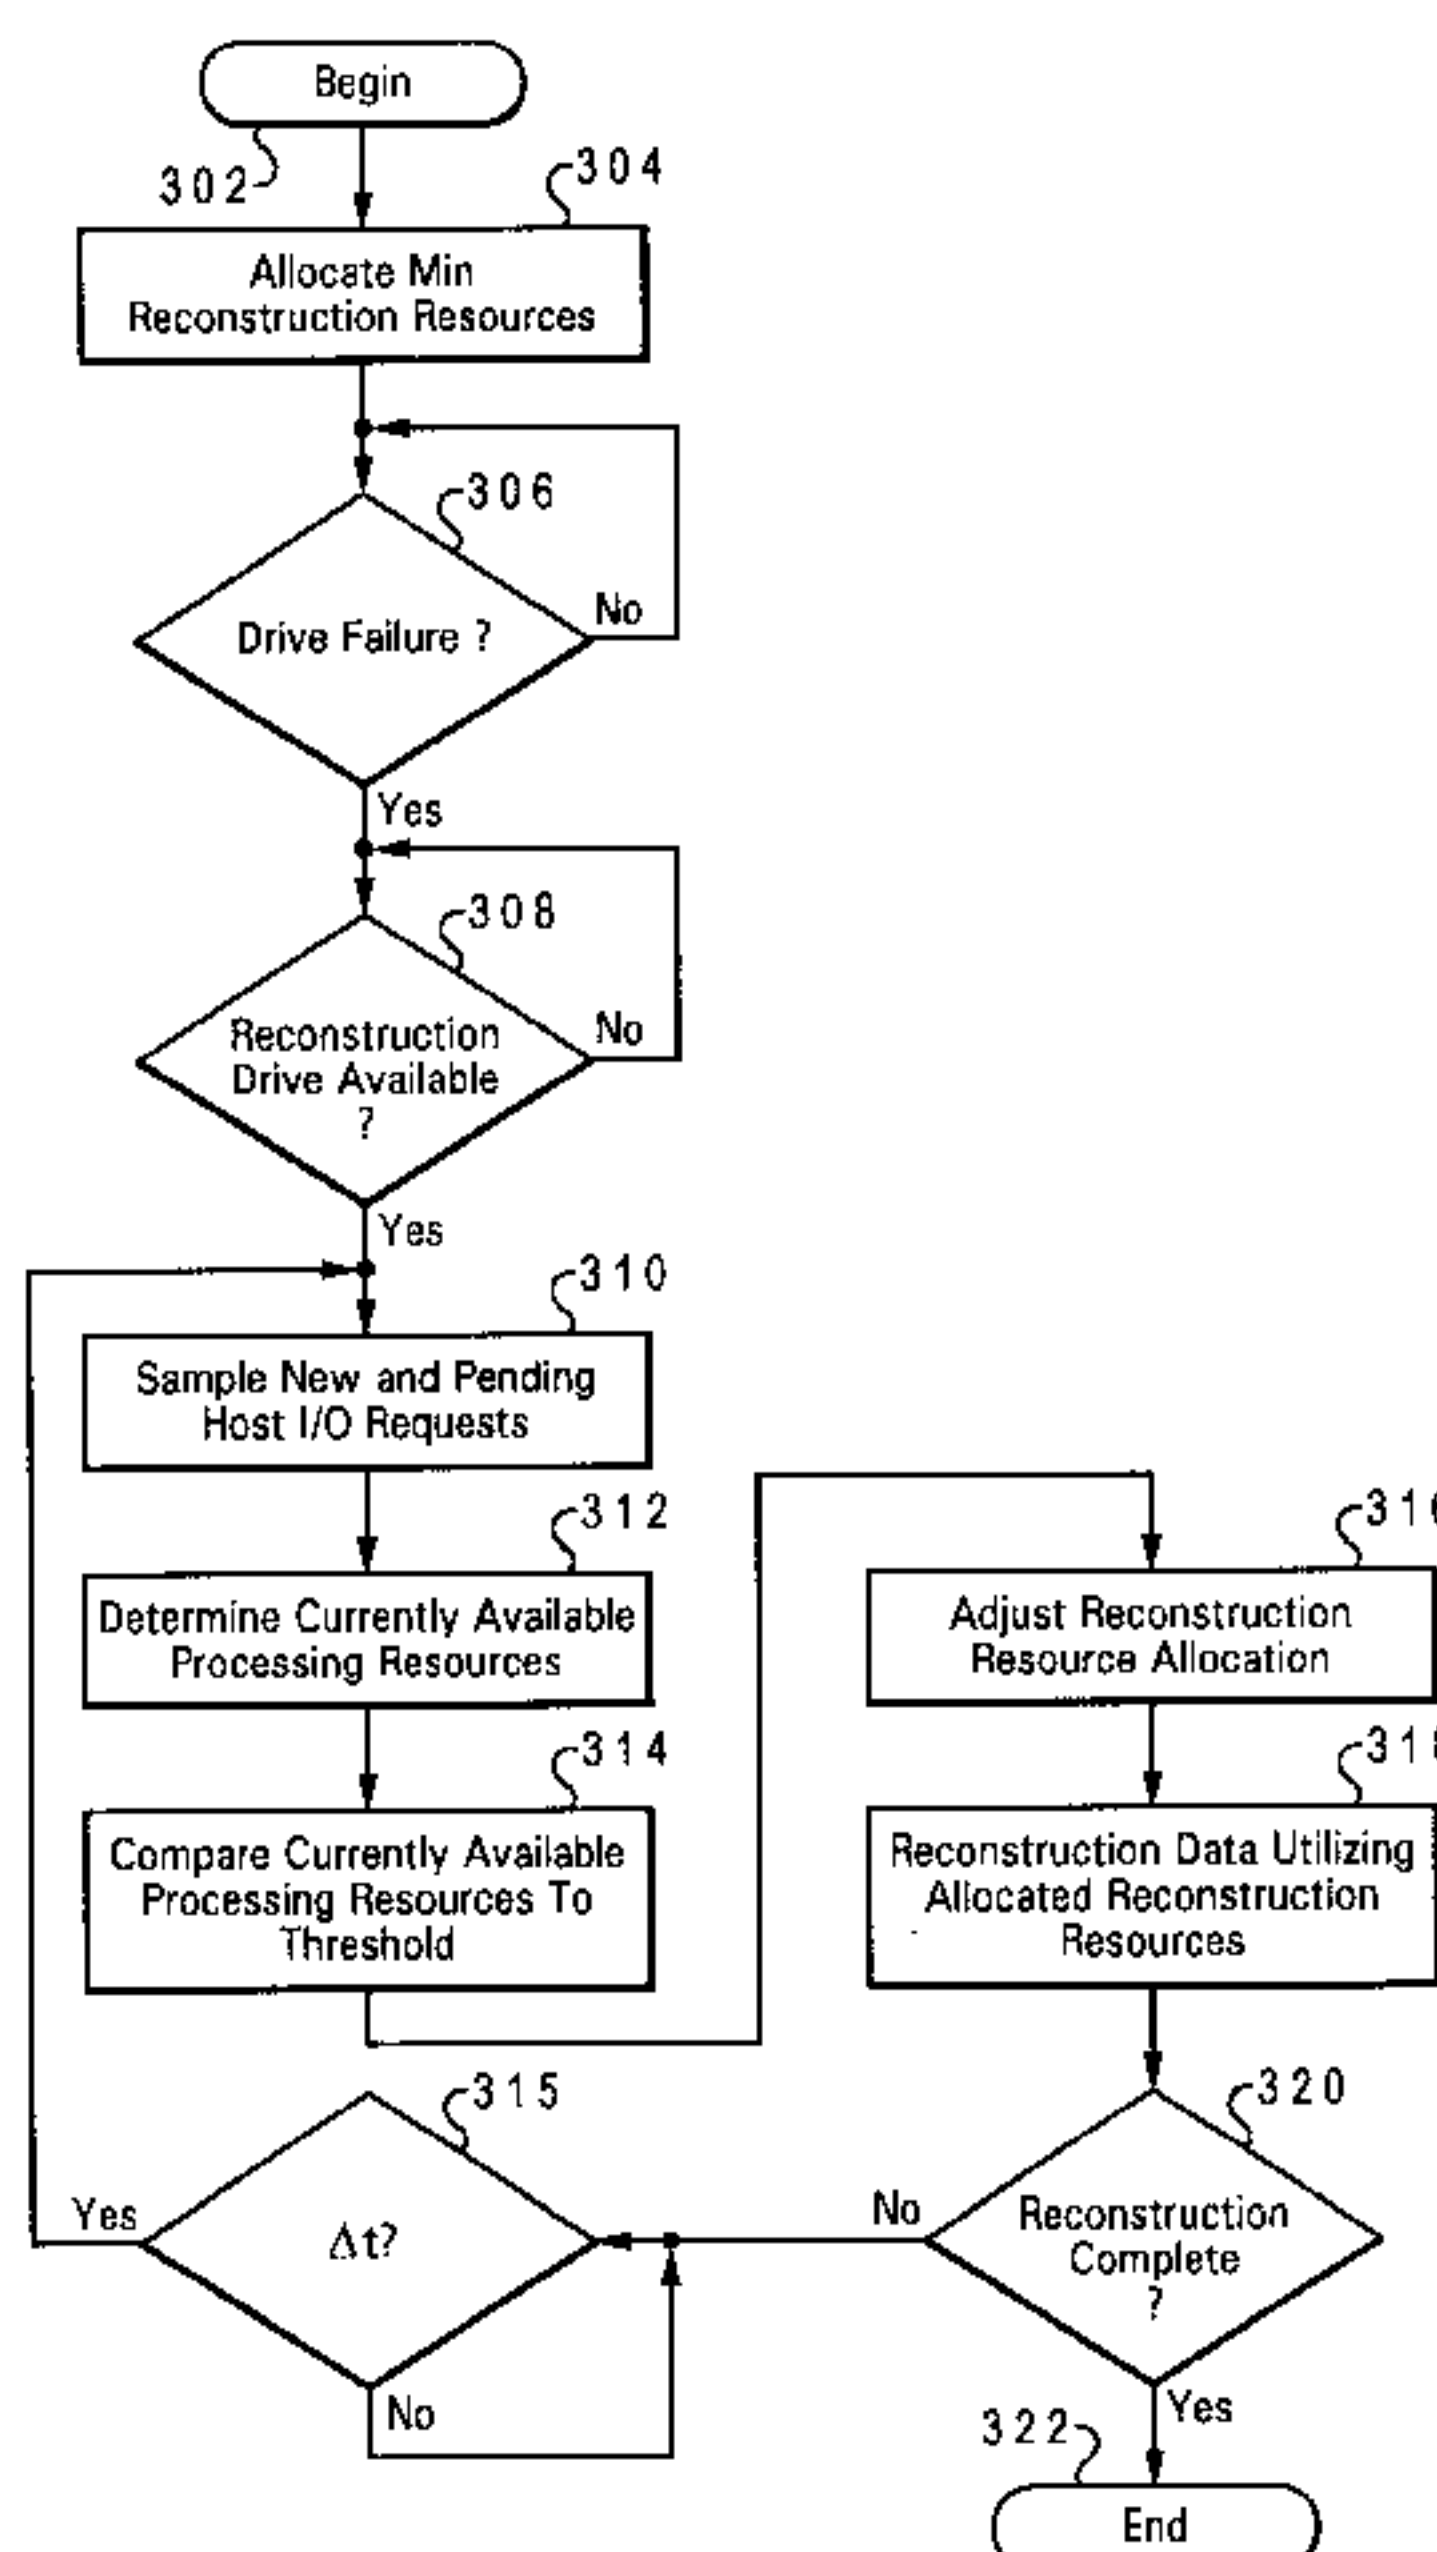 Begin
302
304
Allocate Min
Reconstruction Resources
306
Drive Failure ?
No
Yes
308
Reconstruction
Drive Available
?
No
Yes
310
Sample New and Pending
Host I/O Requests
312
Determine Currently Available
Processing Resources
314
Compare Currently Available
Processing Resources To
Threshold
Adjust Reconstruction
Resource Allocation
Reconstruction Data Utilizing
Allocated Reconstruction
Resources
320
Reconstruction
Complete
?
No
Yes
315
Δt?
Yes
No
322
End